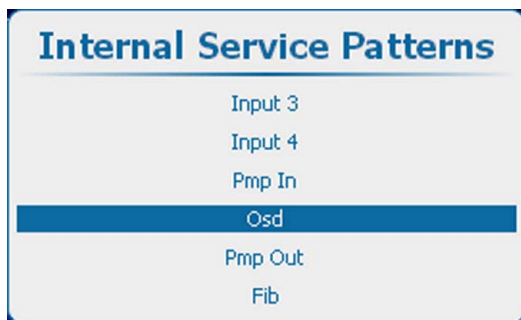 Internal Service Patterns
Input 3
Input 4
Pmp In
Osd
Pmp Out
Fib